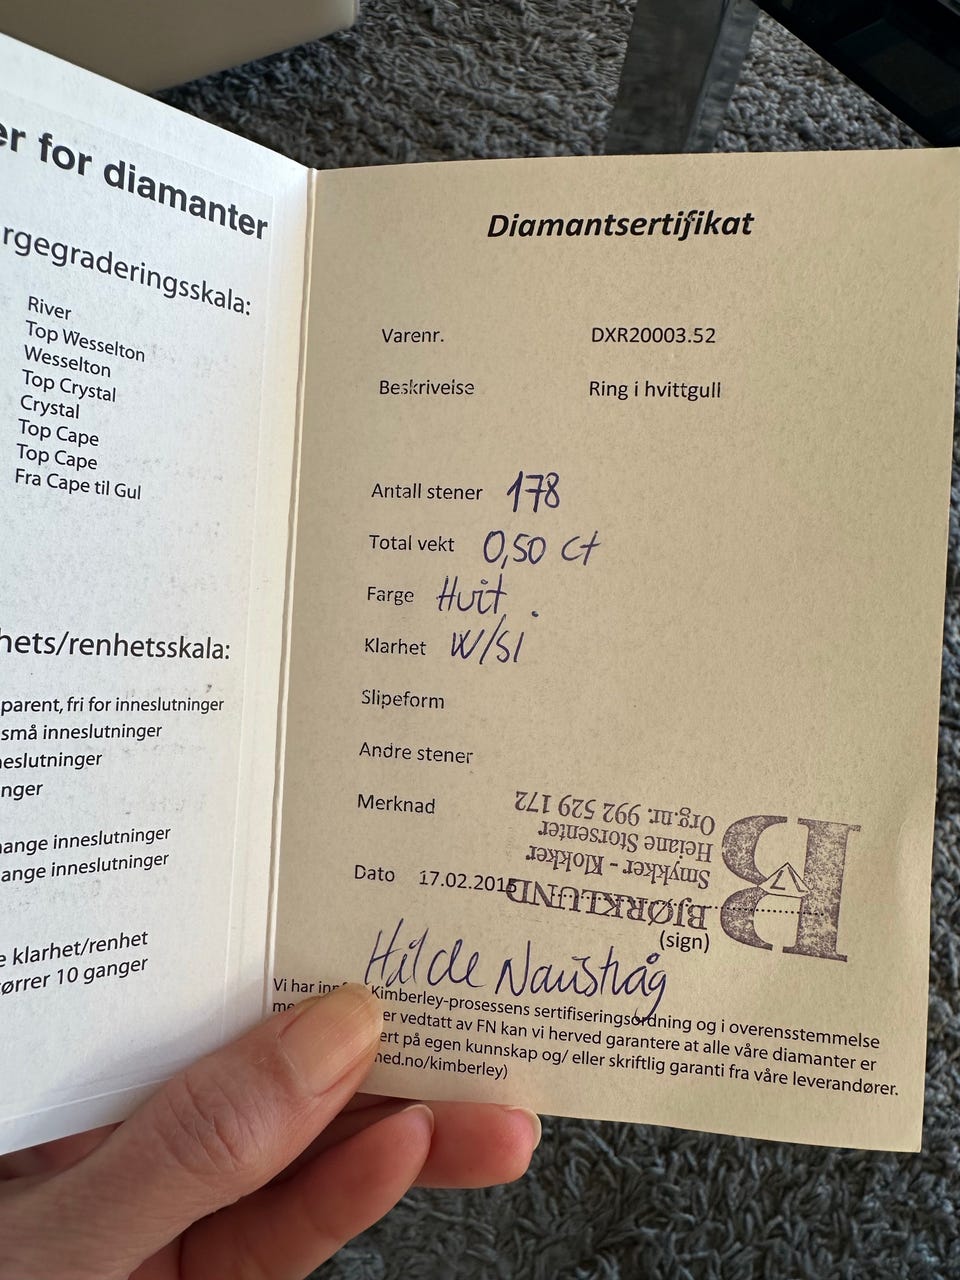 er for diamanter
rgegraderingsskala:
River
Top Wesselton
Wesselton
Top Crystal
Crystal
Top Cape
Top Cape
Fra Cape til Gul
hets/renhetsskala:
parent, fri for inneslutninger
små inneslutninger
neslutninger
nger
ange inneslutninger
ange inneslutninger
e klarhet/renhet
ørrer 10 ganger
Diamantsertifikat
Varenr. DXR20003.52
Beskrivelse Ring i hvittgull
Antall stener 178
Total vekt 0,50 ct
Farge Hvit.
Klarhet W/SI
Slipeform
Andre stener
Merknad
Dato 17.02.2015
B
BJØRKLUND
Smykker - Klokker
Heiane Storsenter
Org.nr. 992 529 172
(sign)
Hilde Naustvåg
Vi har inn Kimberley-prosessens sertifiseringsordning og i overensstemmelse
me er vedtatt av FN kan vi herved garantere at alle våre diamanter er
ert på egen kunnskap og/ eller skriftlig garanti fra våre leverandører.
ned.no/kimberley)